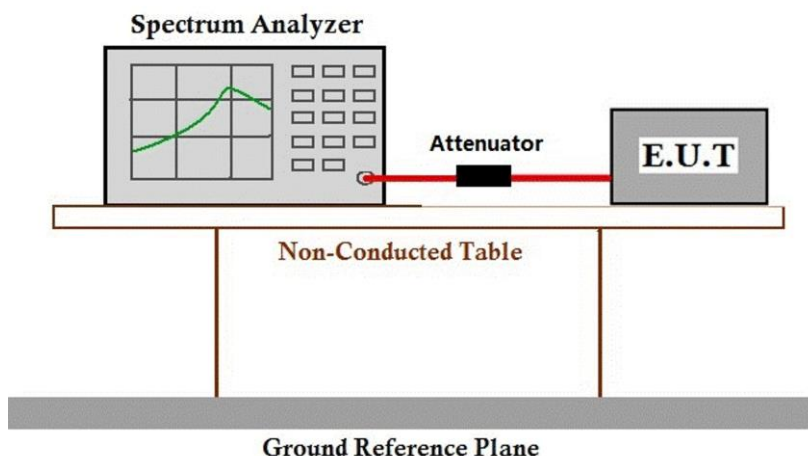 Spectrum Analyzer
Attenuator
E.U.T
Non-Conducted Table
Ground Reference Plane